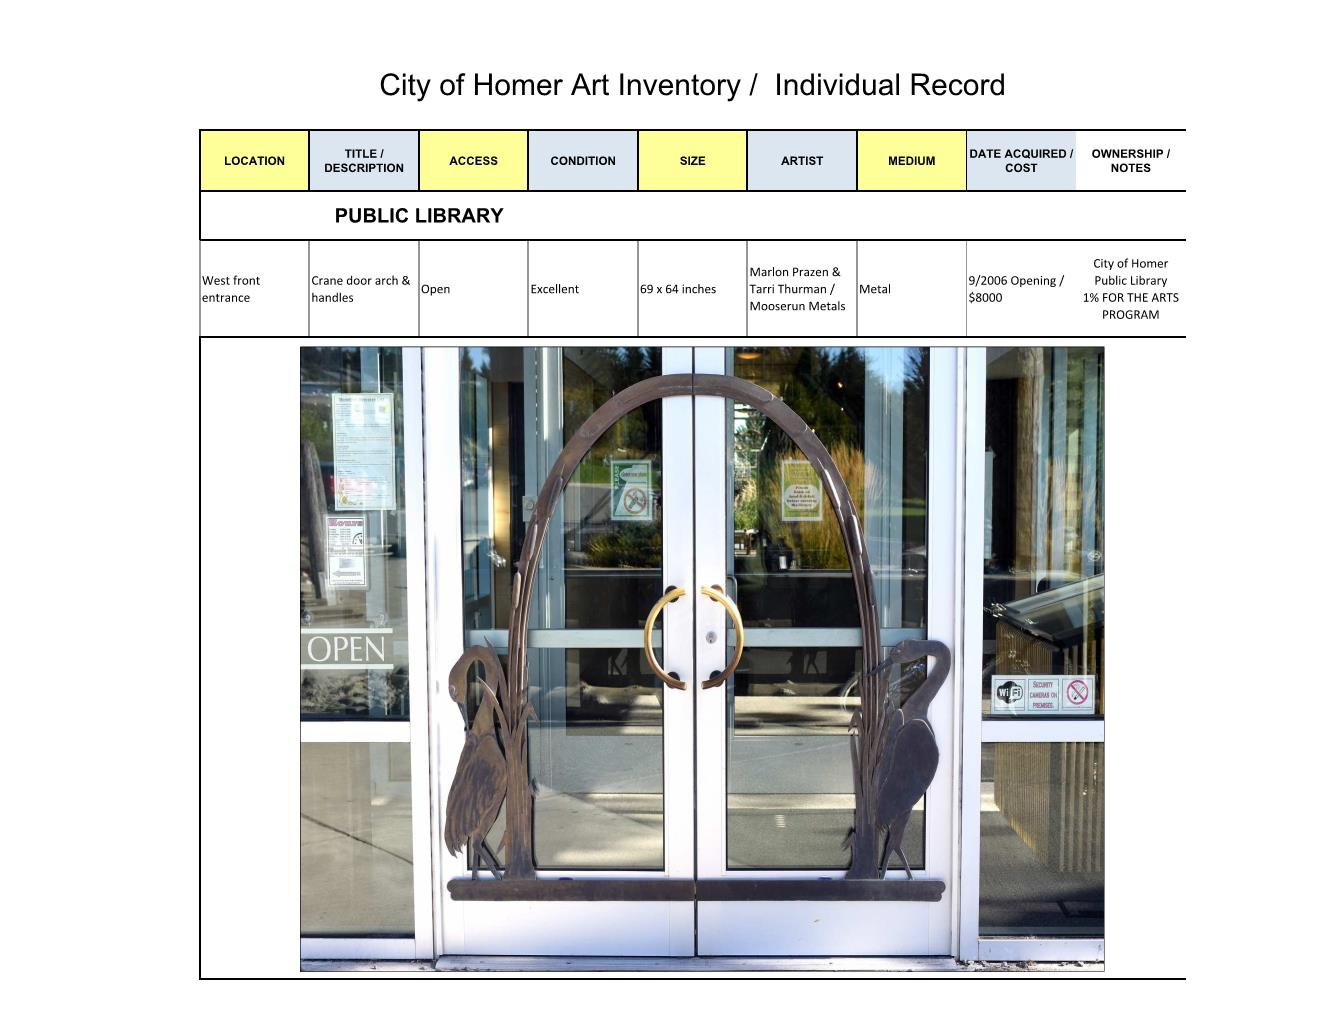 City of Homer Art Inventory /  Individual Record
LOCATION
TITLE /
DESCRIPTION
ACCESS
CONDITION
SIZE
ARTIST
MEDIUM
DATE ACQUIRED /
COST
OWNERSHIP /
NOTES
PUBLIC LIBRARY
West front
entrance
Crane door arch &
handles
Open
Excellent
69 x 64 inches
Marlon Prazen &
Tarri Thurman /
Mooserun Metals
Metal
9/2006 Opening /
$8000
City of Homer
Public Library
1% FOR THE ARTS
PROGRAM
HOURS
OPEN
WiFi
SECURITY
CAMERAS ON
PREMISES.